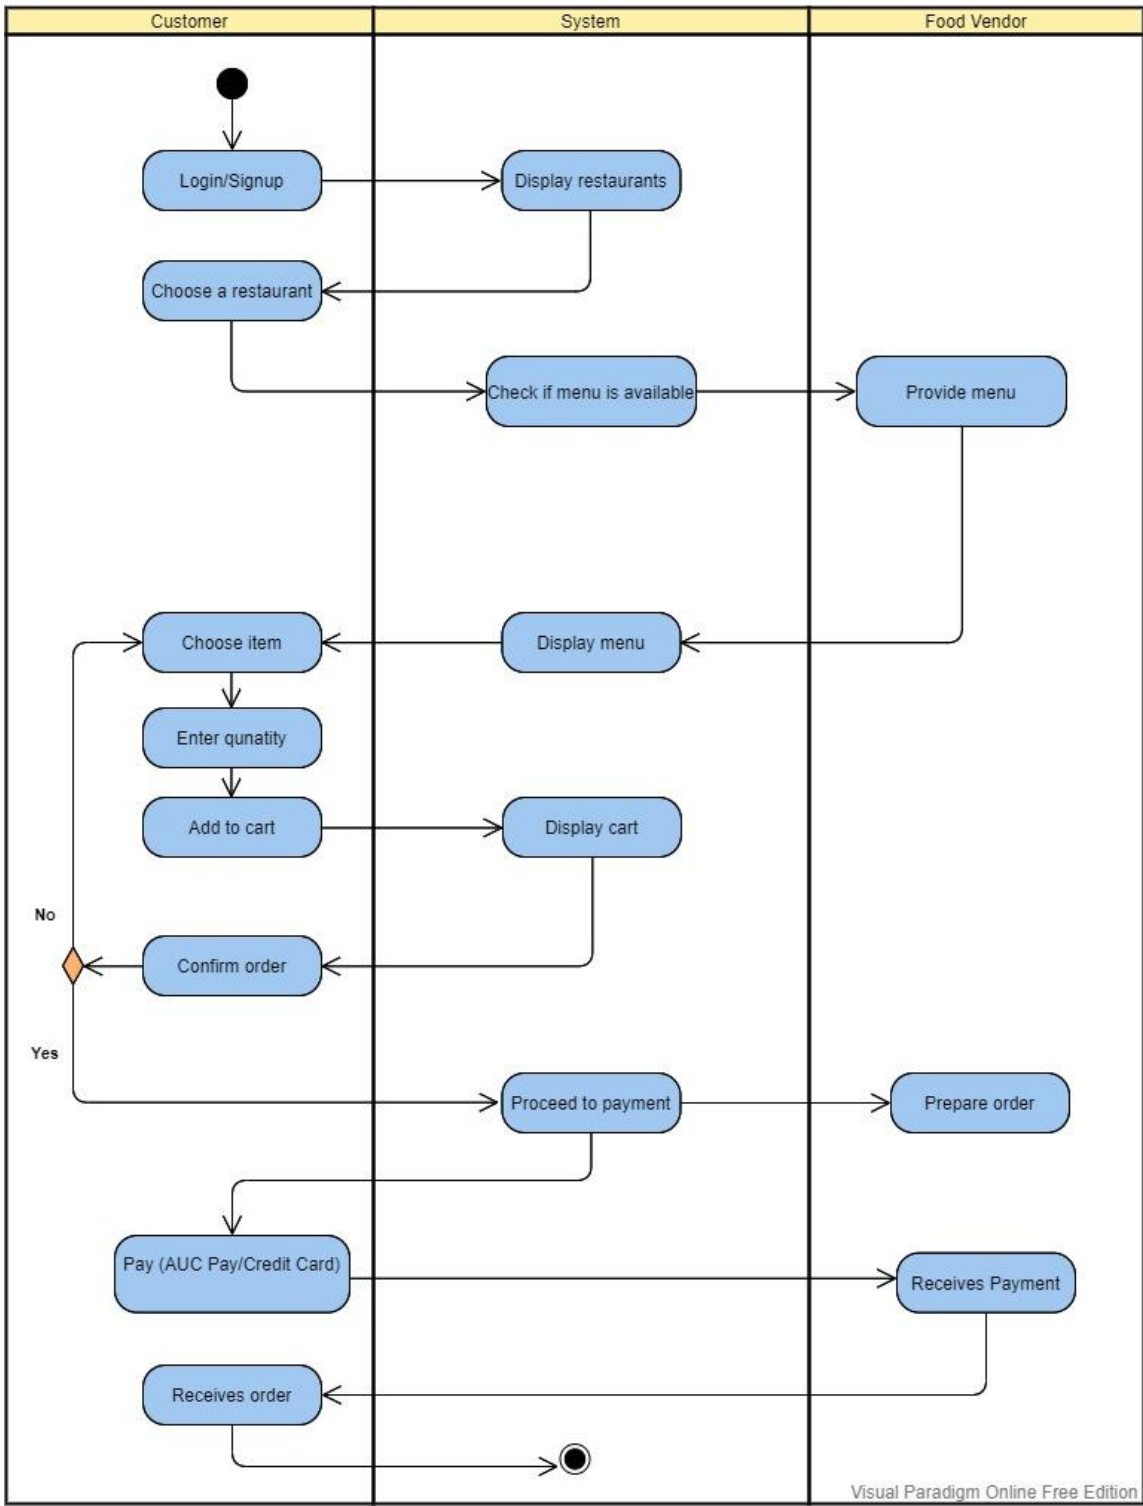 Customer
System
Food Vendor
Login/Signup
Display restaurants
Choose a restaurant
Check if menu is available
Provide menu
Choose item
Display menu
Enter qunatity
Add to cart
Display cart
No
Confirm order
Yes
Proceed to payment
Prepare order
Pay (AUC Pay/Credit Card)
Receives Payment
Receives order
Visual Paradigm Online Free Edition